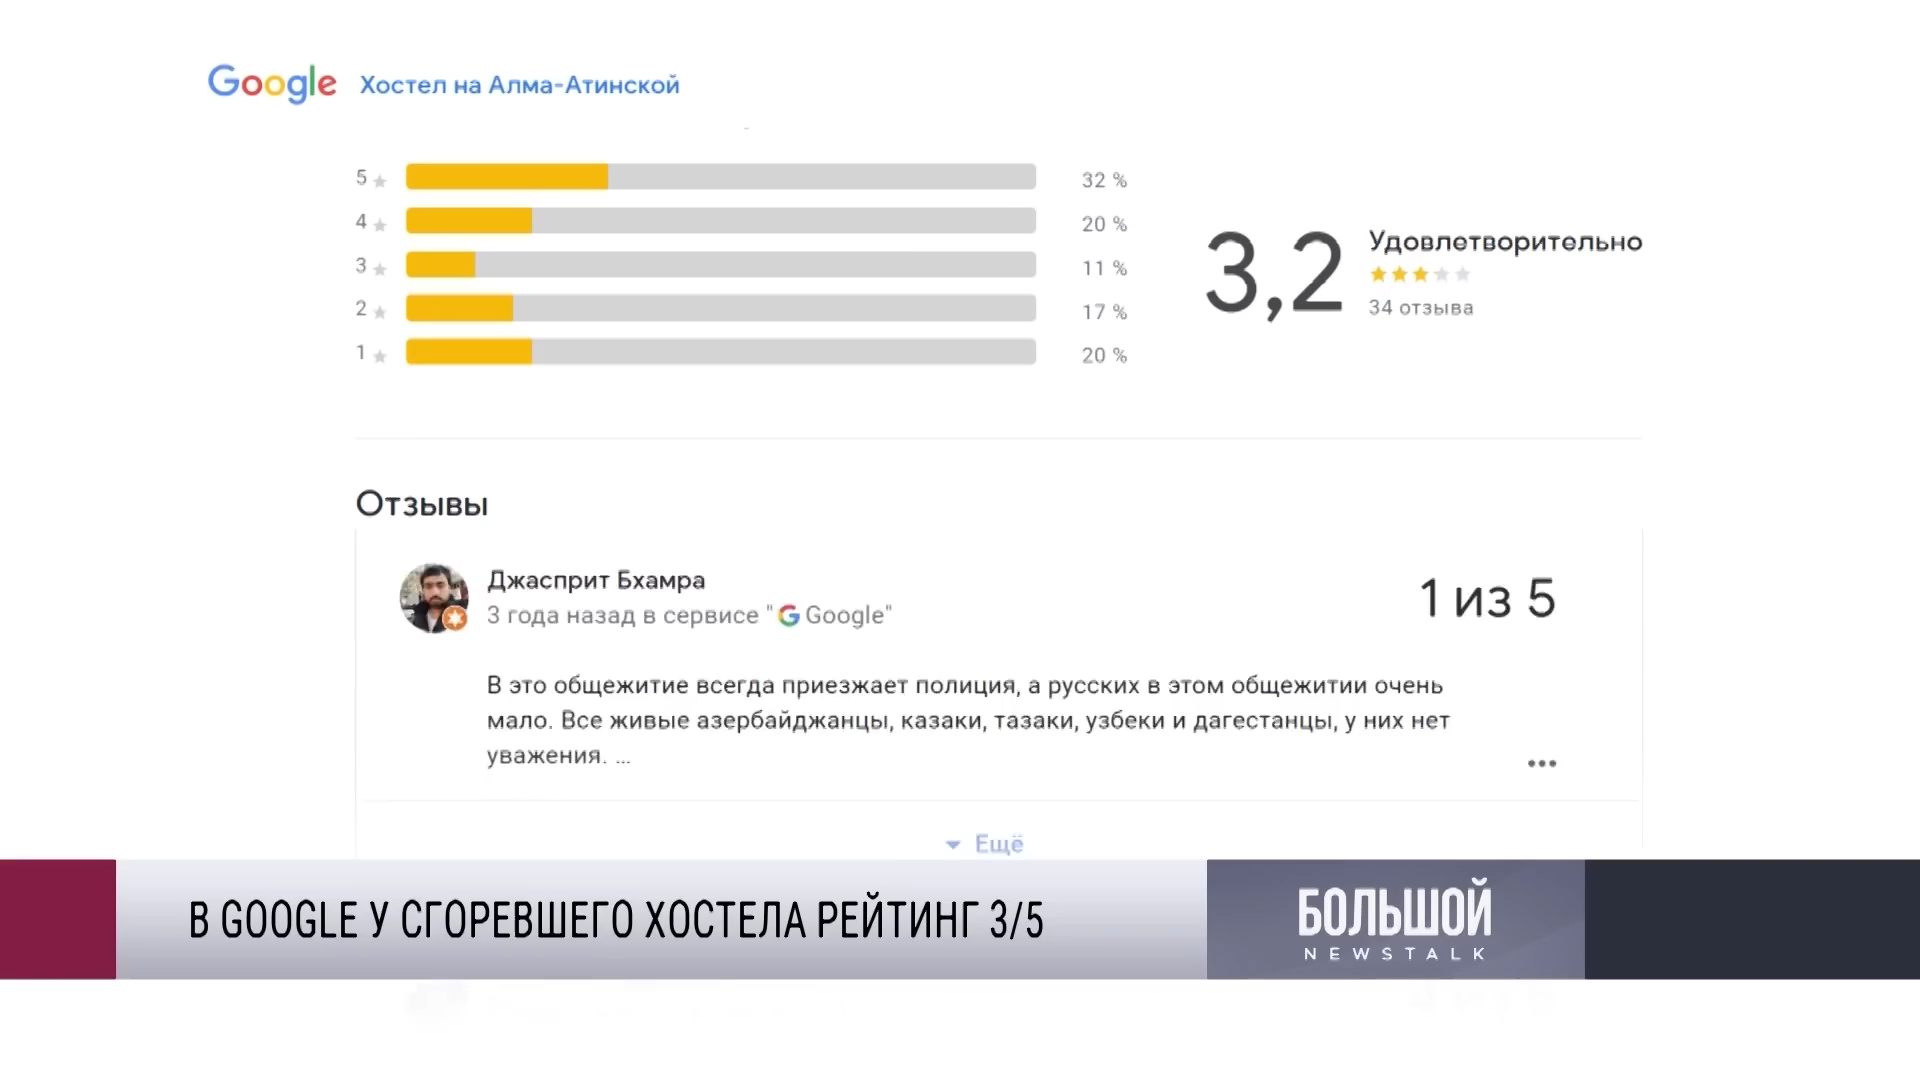 Google Хостел на Алма-Атинской
5 32 %
4 20 %
3 11 %
2 17 %
1 20 %
3,2
Удовлетворительно
34 отзыва
Отзывы
Джасприт Бхамра
3 года назад в сервисе " Google"
1 из 5
В это общежитие всегда приезжает полиция, а русских в этом общежитии очень
мало. Все живые азербайджанцы, казаки, тазаки, узбеки и дагестанцы, у них нет
уважения. ...
Ещё
В GOOGLE У СГОРЕВШЕГО ХОСТЕЛА РЕЙТИНГ 3/5
БОЛЬШОЙ
NEWSTALK